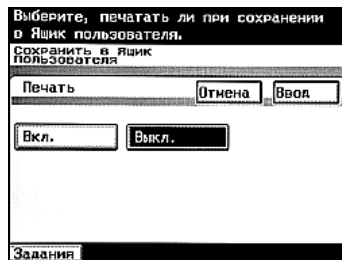 Выберите, печатать ли при сохранении
в Ящик пользователя.
Сохранить в Ящик
Пользователя
Печать
Отмена Ввод
Вкл. Выкл.
Задания